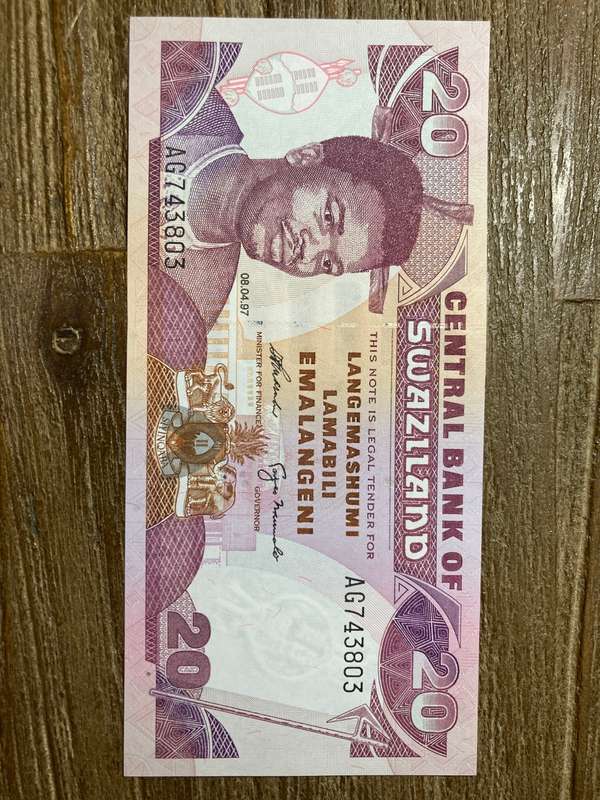 20
CENTRAL BANK OF
SWAZILAND
20
THIS NOTE IS LEGAL TENDER FOR
AG743803
LANGEMASHUMI
LAMABILI
EMALANGENI
MINISTER FOR FINANCE
GOVERNOR
08.04.97
AG743803
20